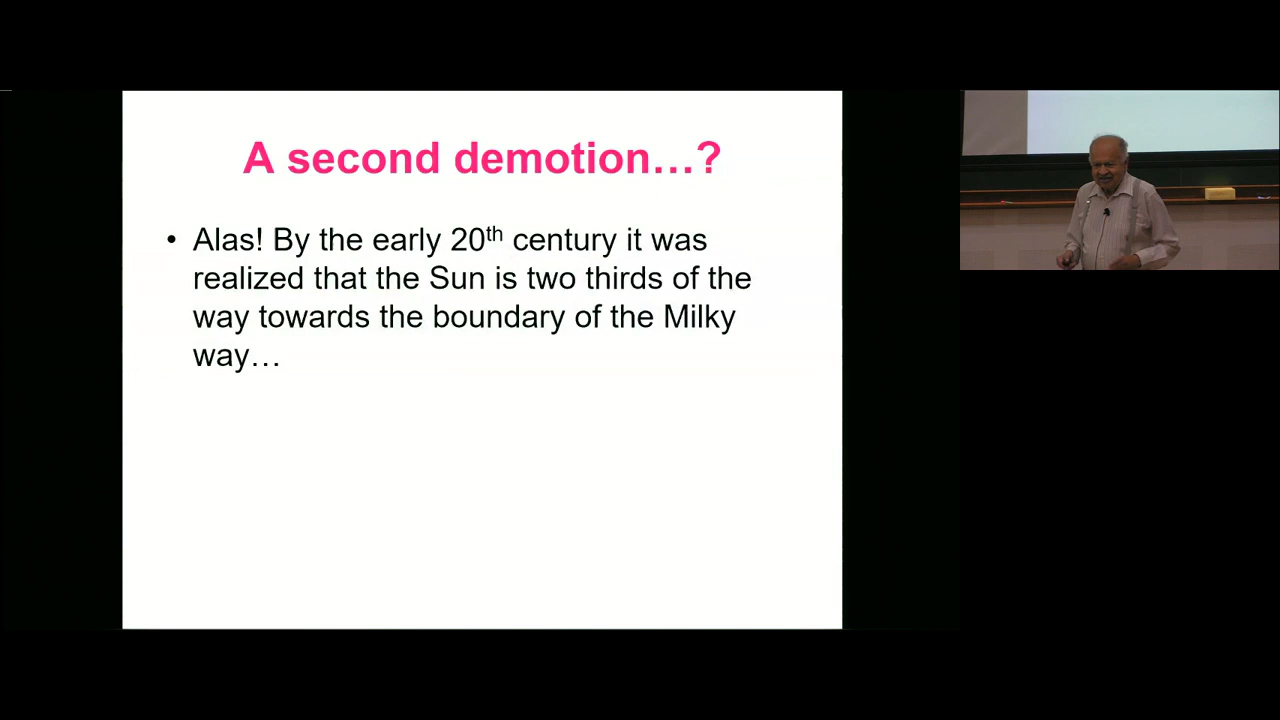 A second demotion…?
• Alas! By the early 20th century it was
realized that the Sun is two thirds of the
way towards the boundary of the Milky
way…